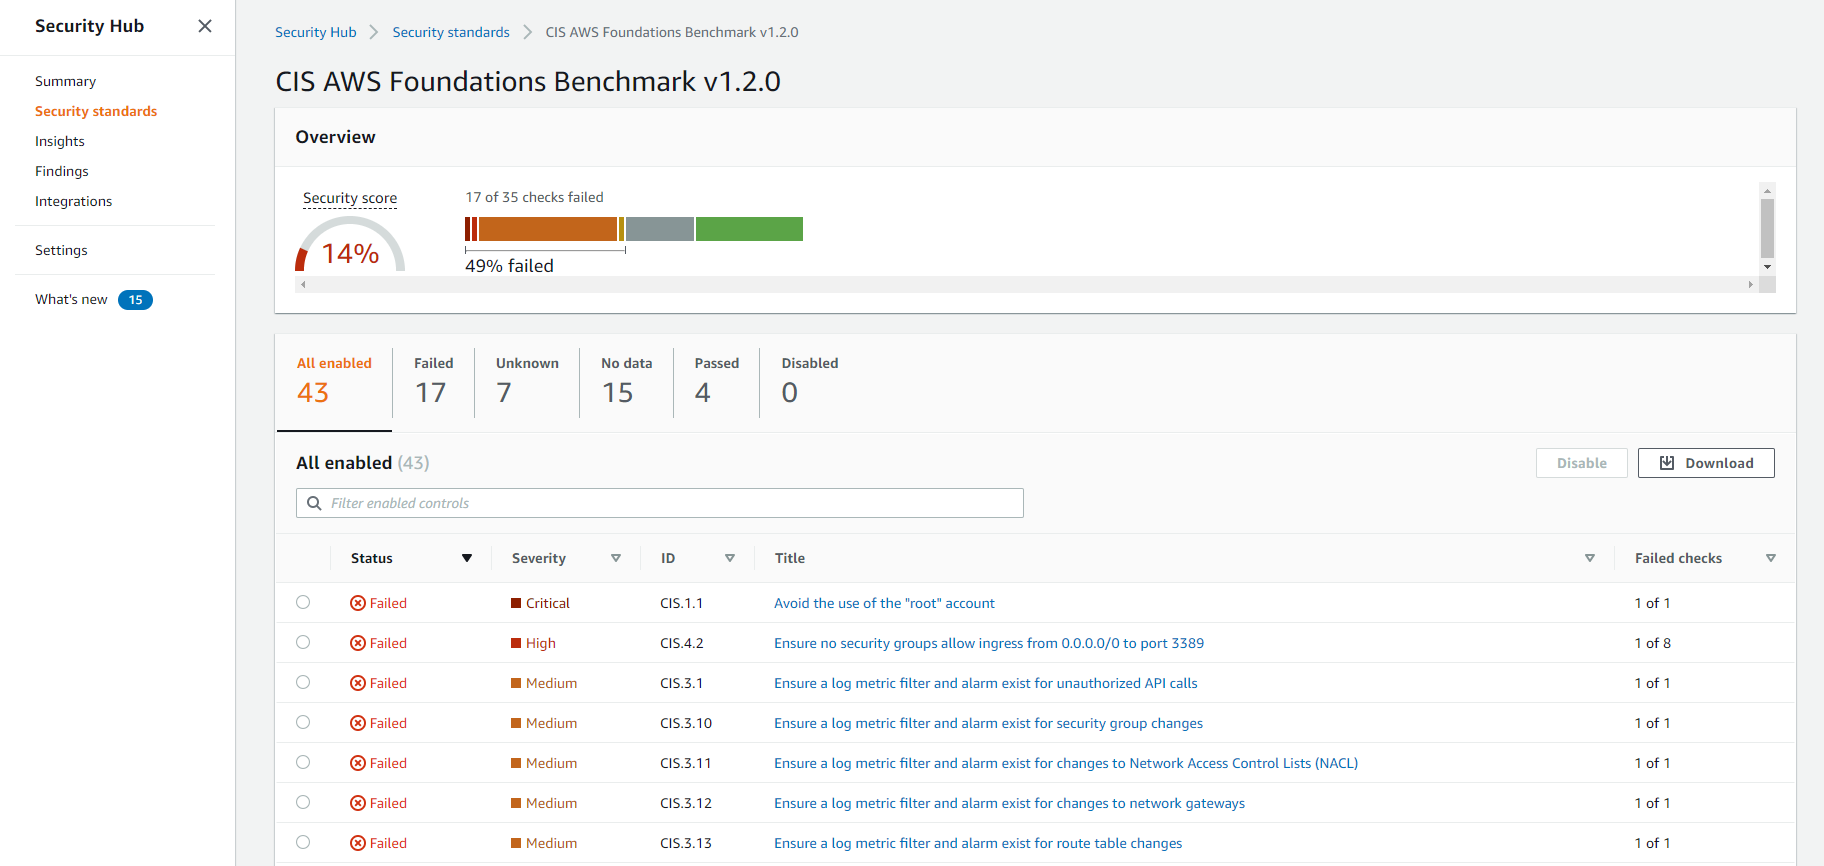 Security Hub
Summary
Security standards
Insights
Findings
Integrations
Settings
What's new 15
Security Hub Security standards CIS AWS Foundations Benchmark v1.2.0
CIS AWS Foundations Benchmark v1.2.0
Overview
Security score
14%
17 of 35 checks failed
49% failed
All enabled
43
Failed
17
Unknown
7
No data
15
Passed
4
Disabled
0
All enabled (43)
Disable
Download
Filter enabled controls
Status Severity ID Title Failed checks
Failed Critical CIS.1.1 Avoid the use of the "root" account 1 of 1
Failed High CIS.4.2 Ensure no security groups allow ingress from 0.0.0.0/0 to port 3389 1 of 8
Failed Medium CIS.3.1 Ensure a log metric filter and alarm exist for unauthorized API calls 1 of 1
Failed Medium CIS.3.10 Ensure a log metric filter and alarm exist for security group changes 1 of 1
Failed Medium CIS.3.11 Ensure a log metric filter and alarm exist for changes to Network Access Control Lists (NACL) 1 of 1
Failed Medium CIS.3.12 Ensure a log metric filter and alarm exist for changes to network gateways 1 of 1
Failed Medium CIS.3.13 Ensure a log metric filter and alarm exist for route table changes 1 of 1